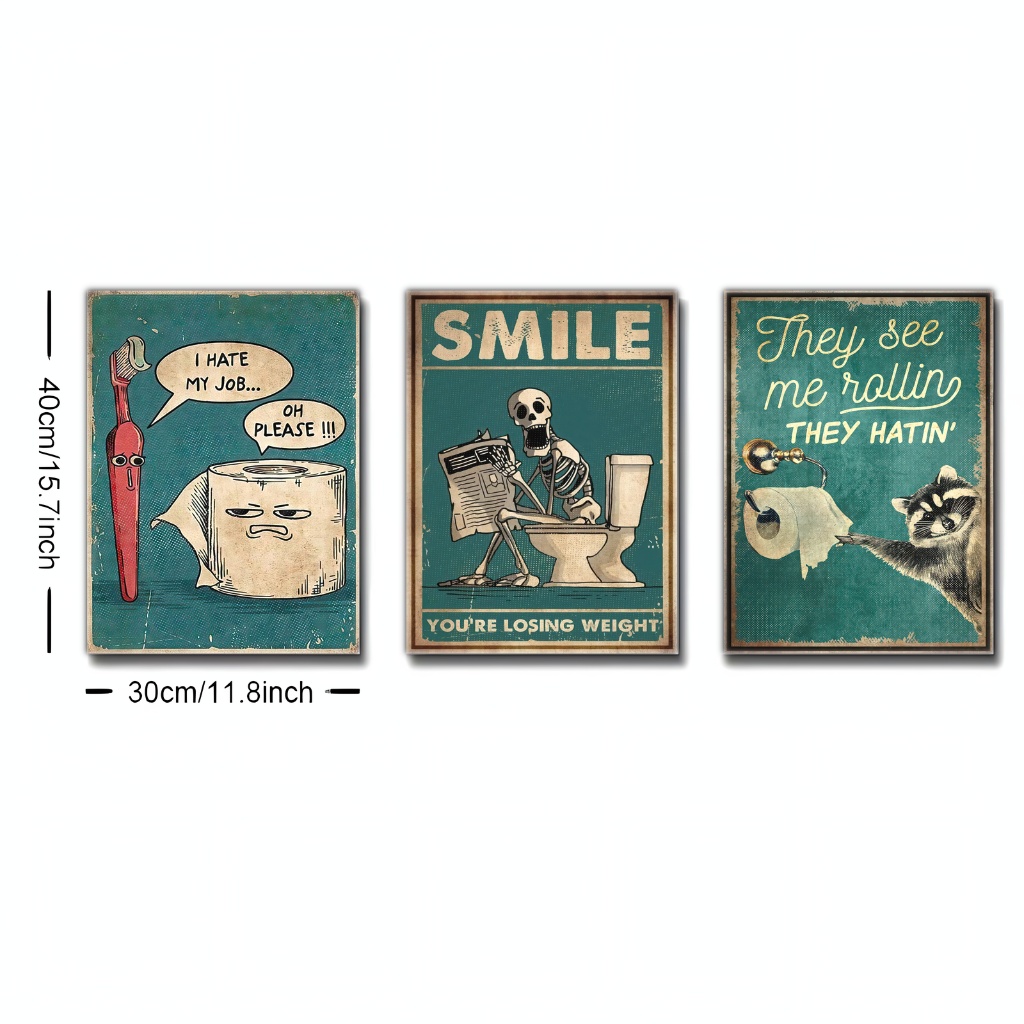 40cm/15.7inch
I HATE
MY JOB...
OH
PLEASE !!!
30cm/11.8inch
SMILE
YOU'RE LOSING WEIGHT
They see
me rollin
THEY HATIN'